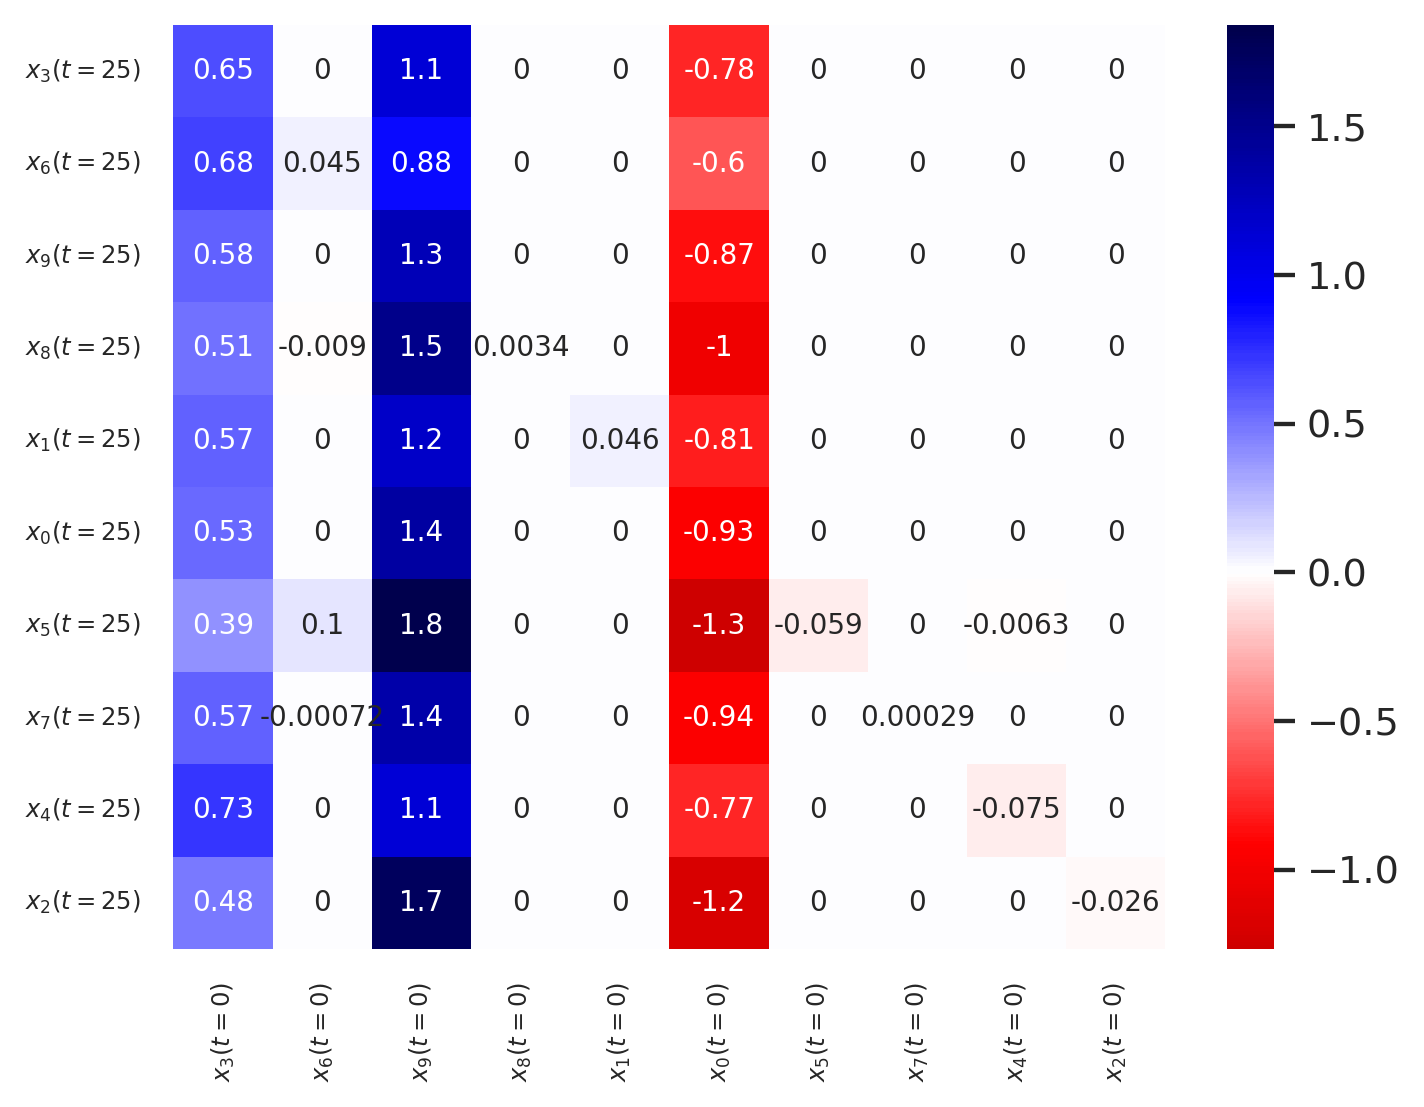 x₃(t = 25) 0.65 0 1.1 0 0 -0.78 0 0 0 0
x₆(t = 25) 0.68 0.045 0.88 0 0 -0.6 0 0 0 0
x₉(t = 25) 0.58 0 1.3 0 0 -0.87 0 0 0 0
x₈(t = 25) 0.51 -0.009 1.5 0.0034 0 -1 0 0 0 0
x₁(t = 25) 0.57 0 1.2 0 0.046 -0.81 0 0 0 0
x₀(t = 25) 0.53 0 1.4 0 0 -0.93 0 0 0 0
x₅(t = 25) 0.39 0.1 1.8 0 0 -1.3 -0.059 0 -0.0063 0
x₇(t = 25) 0.57 -0.00072 1.4 0 0 -0.94 0 0.00029 0 0
x₄(t = 25) 0.73 0 1.1 0 0 -0.77 0 0 -0.075 0
x₂(t = 25) 0.48 0 1.7 0 0 -1.2 0 0 0 -0.026
x₃(t = 0)
x₆(t = 0)
x₉(t = 0)
x₈(t = 0)
x₁(t = 0)
x₀(t = 0)
x₅(t = 0)
x₇(t = 0)
x₄(t = 0)
x₂(t = 0)
1.5
1.0
0.5
0.0
−0.5
−1.0